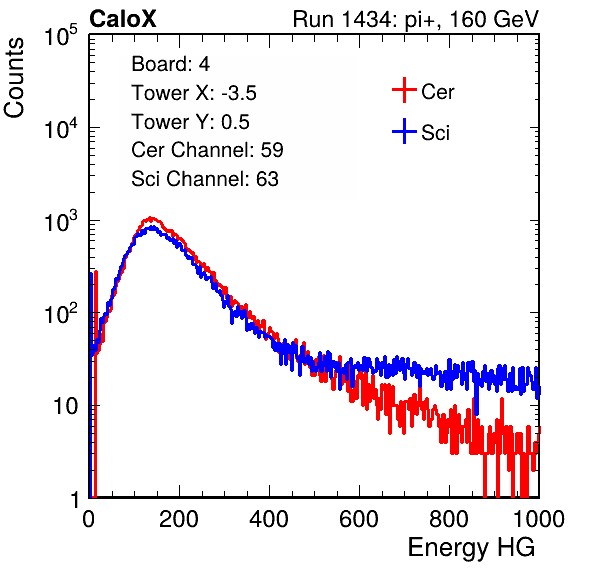 CaloX Run 1434: pi+, 160 GeV
Counts
Board: 4
Tower X: -3.5
Tower Y: 0.5
Cer Channel: 59
Sci Channel: 63
Cer
Sci
10^5
10^4
10^3
10^2
10
1
0 200 400 600 800 1000
Energy HG